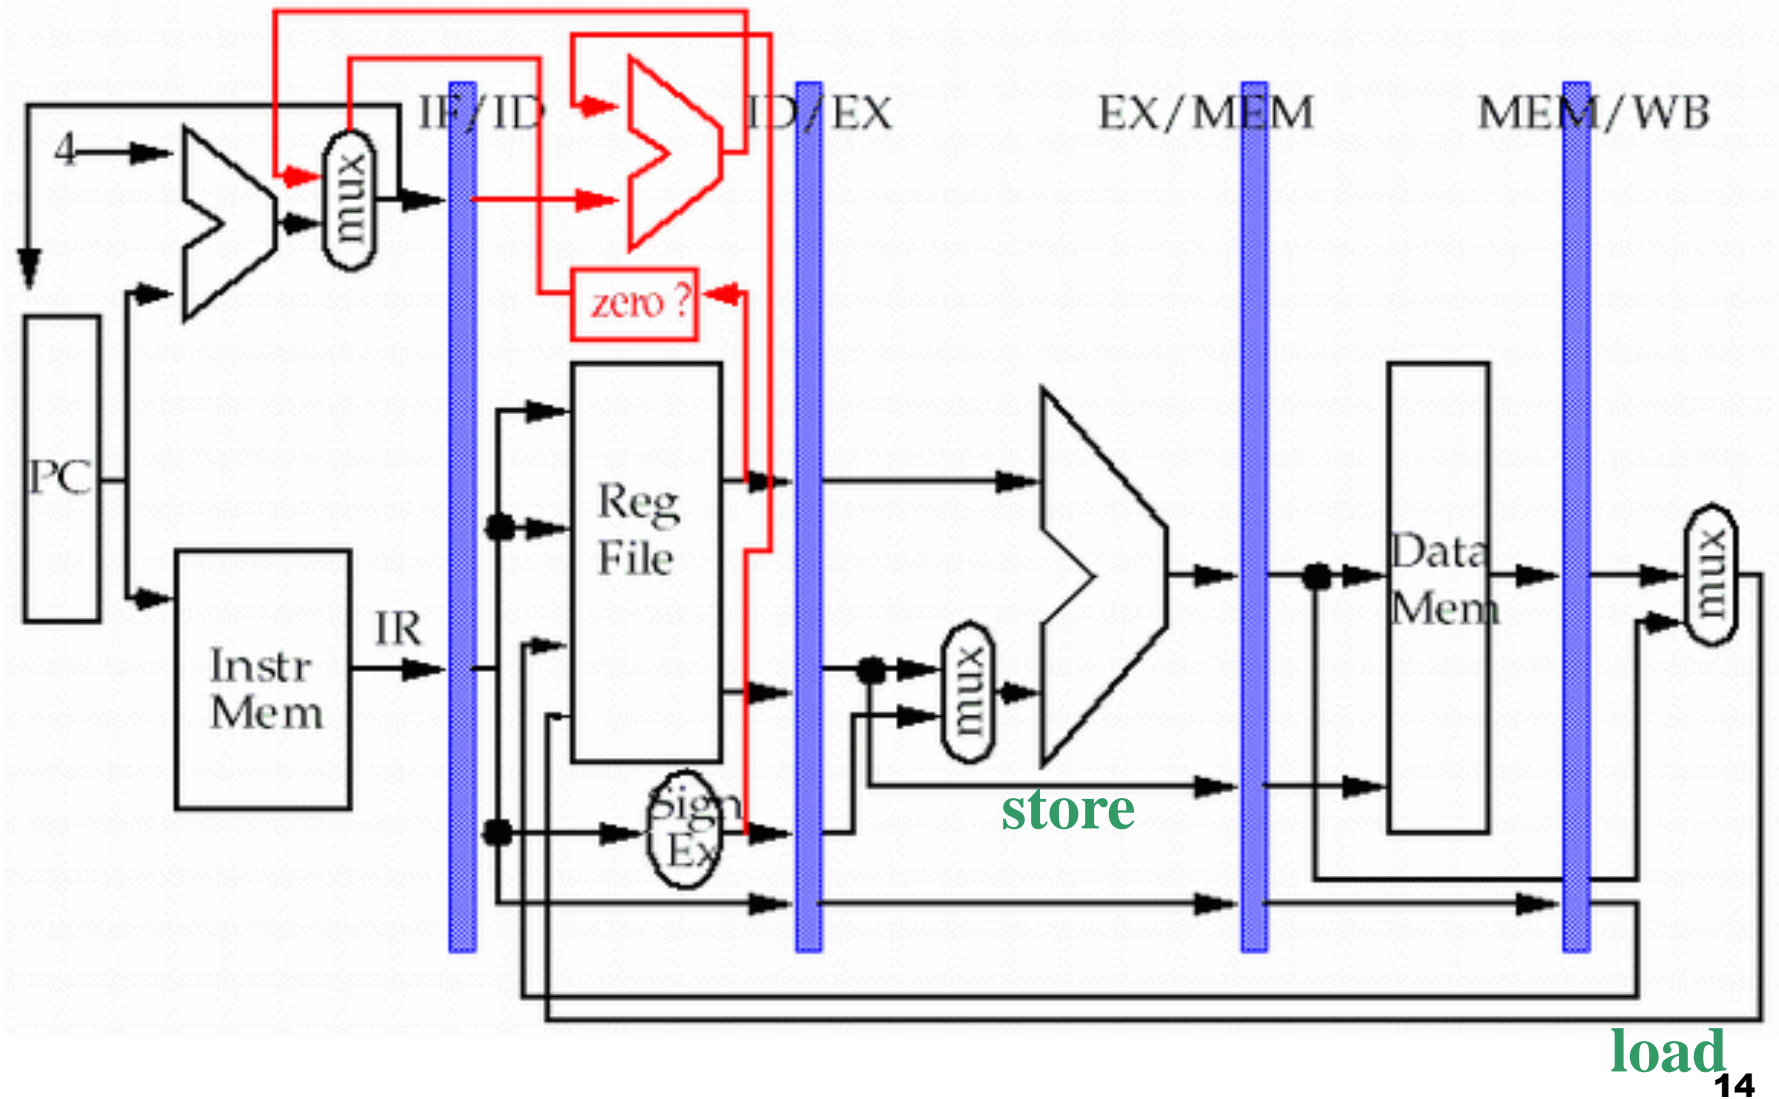 IF/ID
ID/EX
EX/MEM
MEM/WB
4
mux
zero ?
PC
Reg
File
Data
Mem
mux
IR
Instr
Mem
mux
Sign
Ex
store
load
14